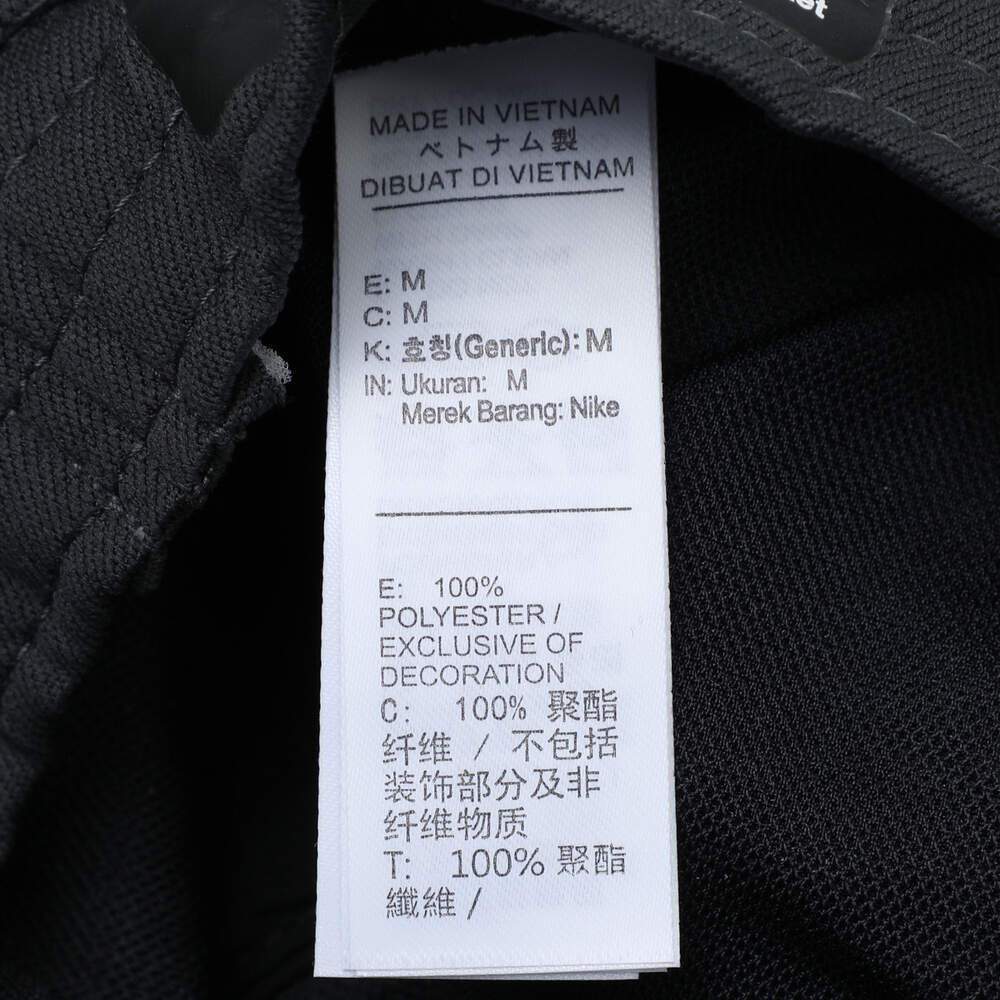 MADE IN VIETNAM
ベトナム製
DIBUAT DI VIETNAM
E: M
C: M
K: 호칭(Generic): M
IN: Ukuran: M
Merek Barang: Nike
E: 100%
POLYESTER /
EXCLUSIVE OF
DECORATION
C: 100% 聚酯
纤维 / 不包括
装饰部分及非
纤维物质
T: 100% 聚酯
纖維 /